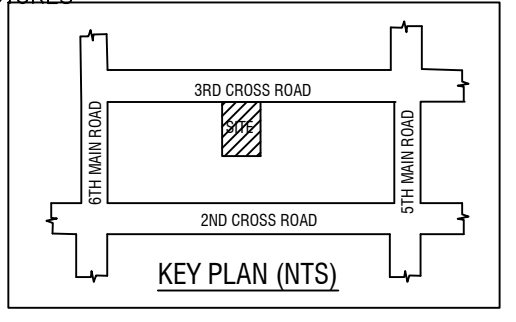 3RD CROSS ROAD
SITE
6TH MAIN ROAD
5TH MAIN ROAD
2ND CROSS ROAD
KEY PLAN (NTS)